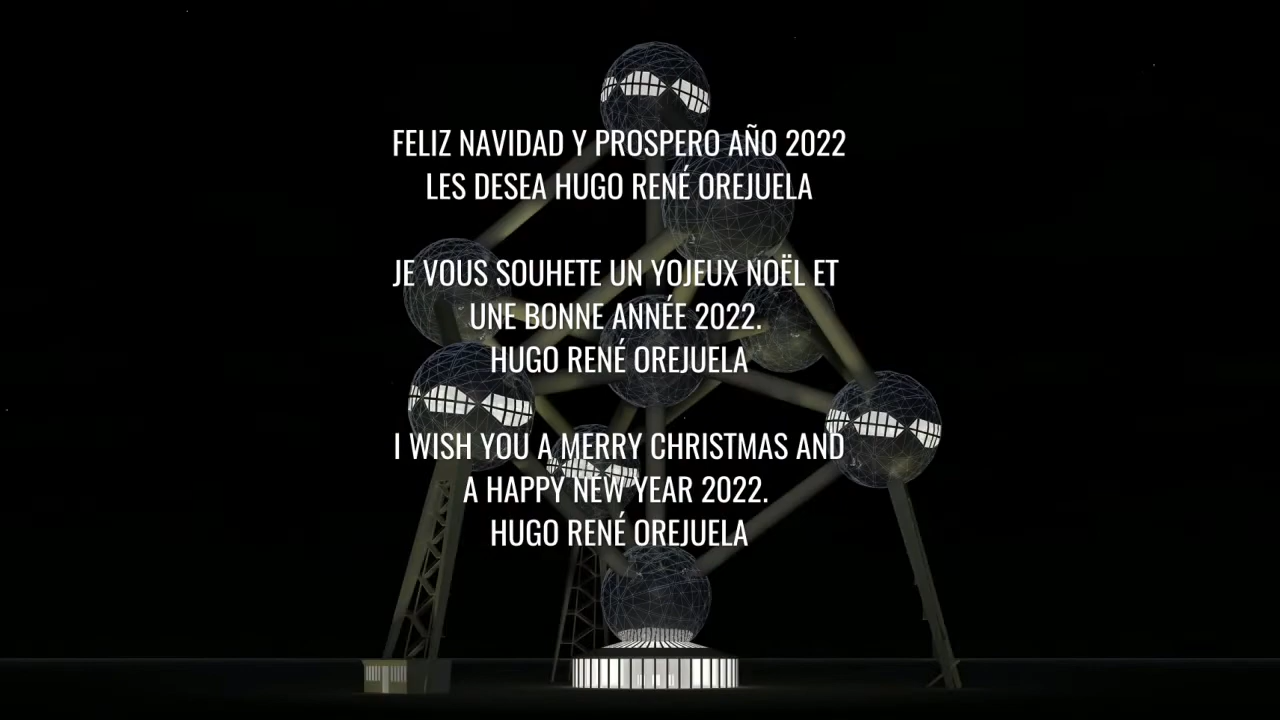 FELIZ NAVIDAD Y PROSPERO AÑO 2022
LES DESEA HUGO RENÉ OREJUELA
JE VOUS SOUHETE UN YOJEUX NOËL ET
UNE BONNE ANNÉE 2022.
HUGO RENÉ OREJUELA
I WISH YOU A MERRY CHRISTMAS AND
A HAPPY NEW YEAR 2022.
HUGO RENÉ OREJUELA